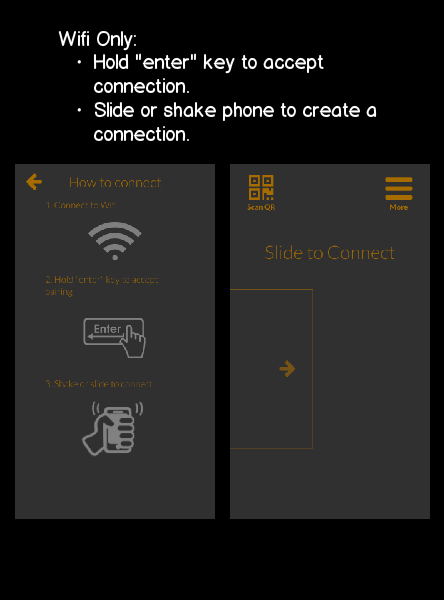 Wifi Only:
• Hold "enter" key to accept
connection.
• Slide or shake phone to create a
connection.
How to connect
1. Connect to Wifi
2. Hold "enter" key to accept
pairing
Enter
3. Shake or slide to connect
Scan QR
More
Slide to Connect